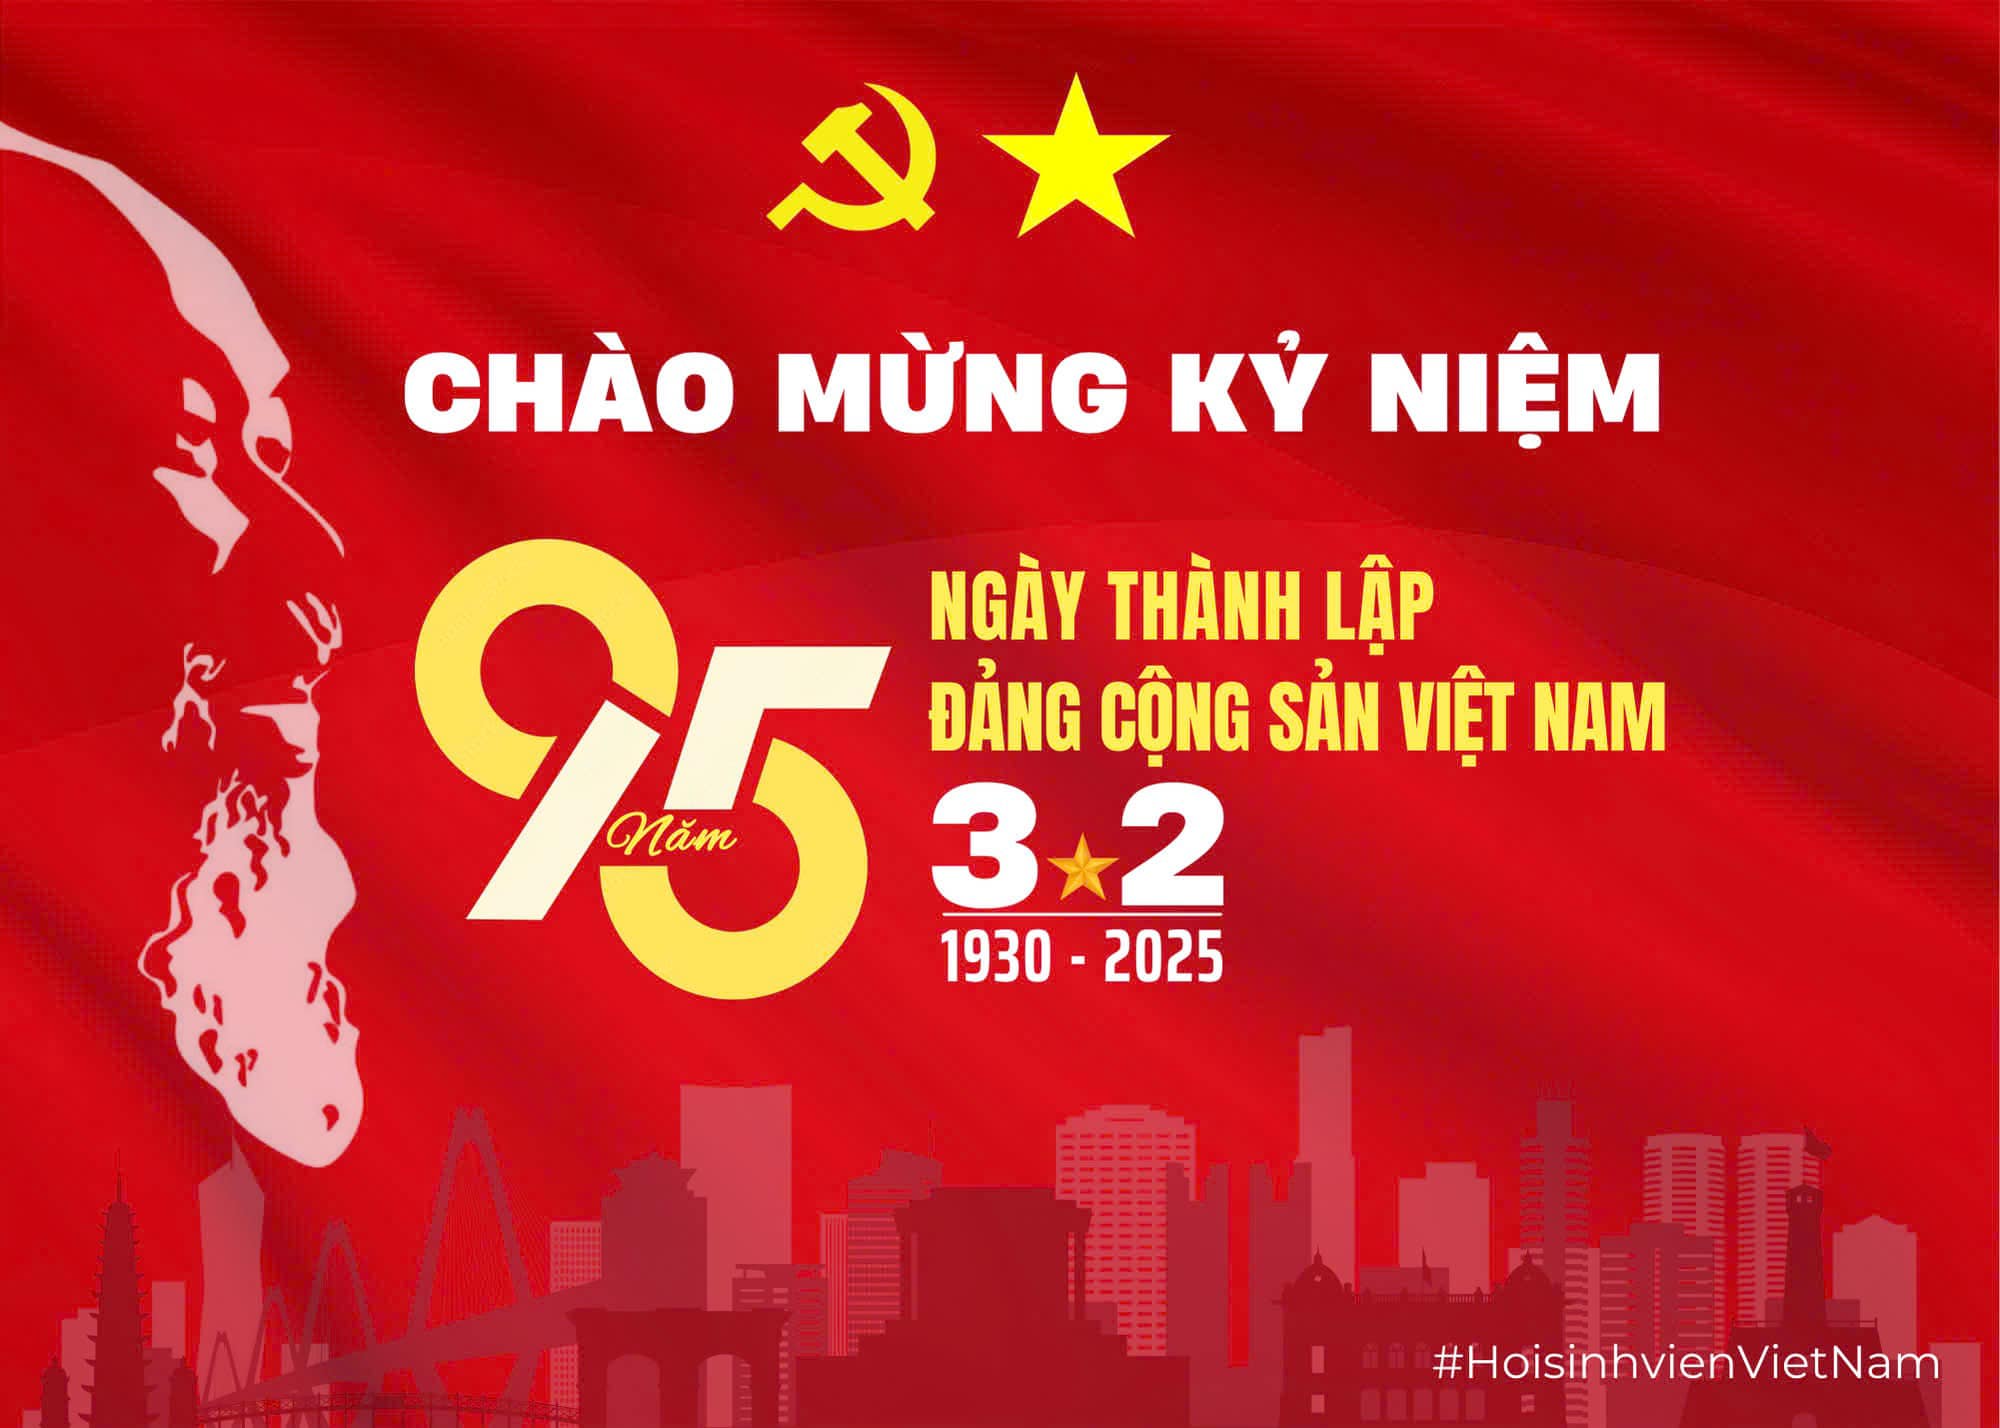 CHÀO MỪNG KỶ NIỆM
95
Năm
NGÀY THÀNH LẬP
ĐẢNG CỘNG SẢN VIỆT NAM
3 2
1930 - 2025
#HoisinhvienVietNam